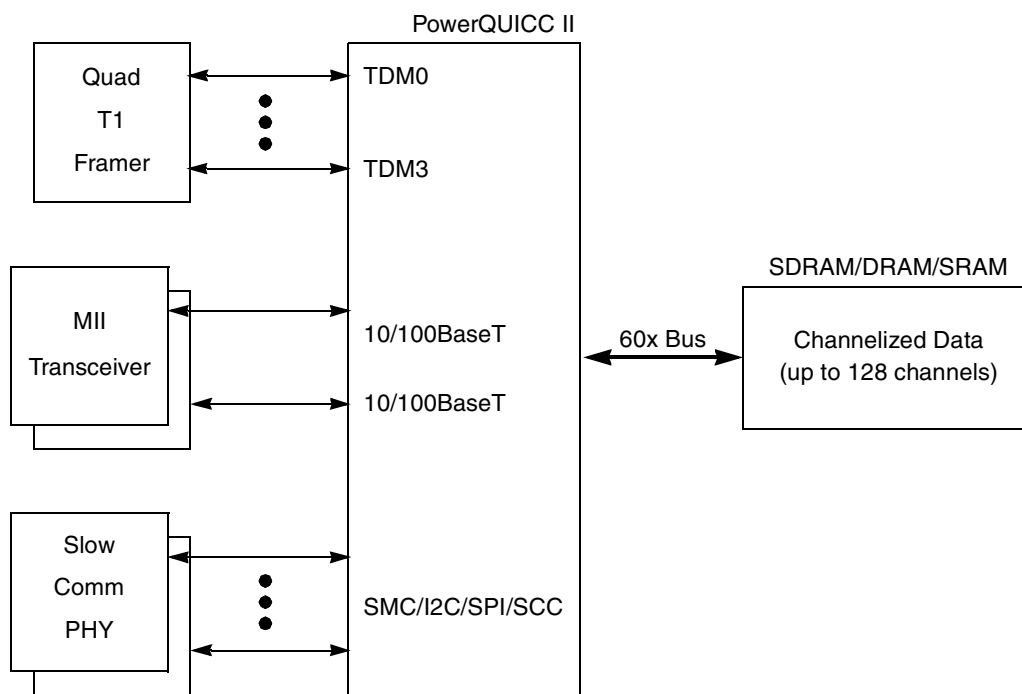 PowerQUICC II
Quad
T1
Framer
TDM0
TDM3
MII
Transceiver
10/100BaseT
10/100BaseT
60x Bus
SDRAM/DRAM/SRAM
Channelized Data
(up to 128 channels)
Slow
Comm
PHY
SMC/I2C/SPI/SCC